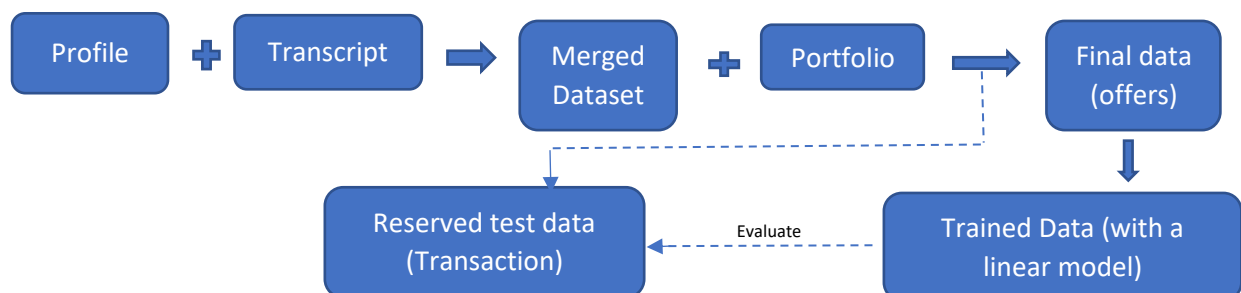 Profile
Transcript
Merged
Dataset
Portfolio
Final data
(offers)
Reserved test data
(Transaction)
Evaluate
Trained Data (with a
linear model)